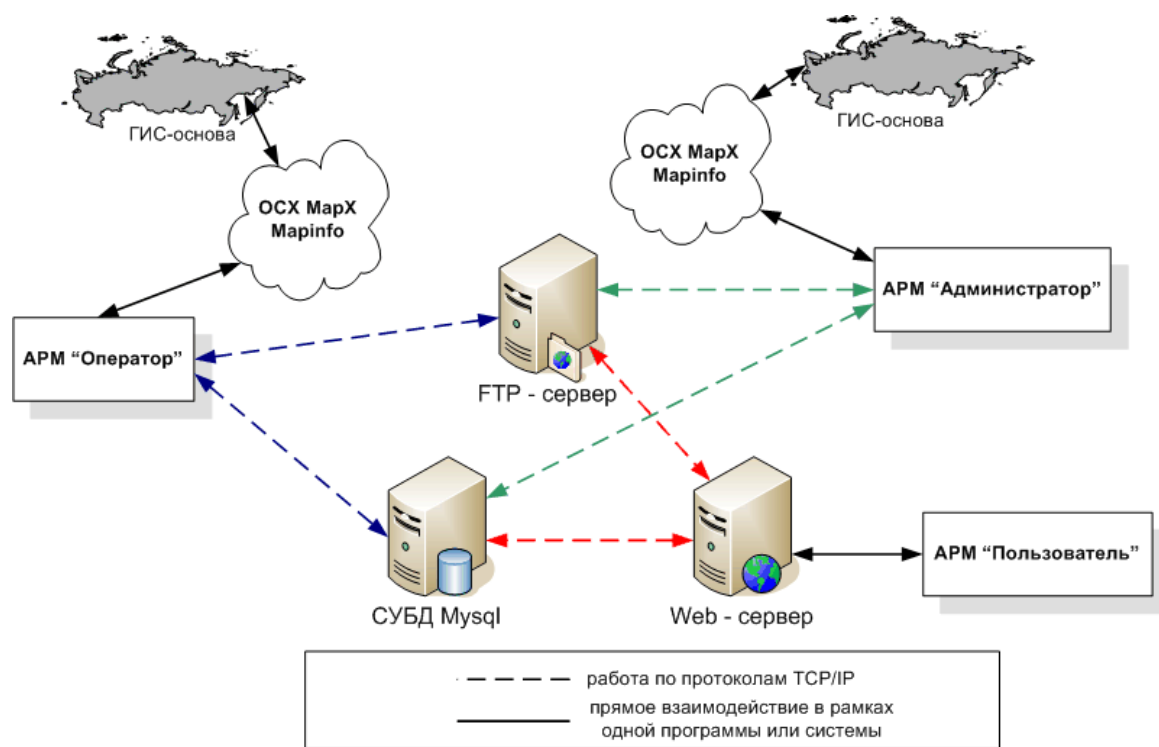 ГИС-основа
ГИС-основа
OCX MapX
Mapinfo
OCX MapX
Mapinfo
АРМ “Администратор”
АРМ “Оператор”
FTP - сервер
АРМ “Пользователь”
СУБД Mysql
Web - сервер
работа по протоколам TCP/IP
прямое взаимодействие в рамках
одной программы или системы